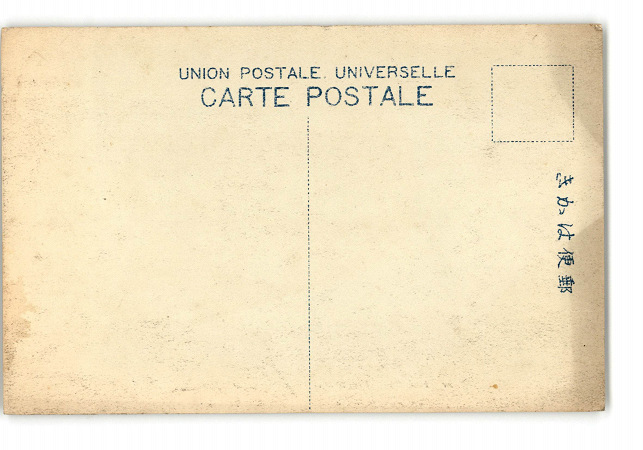 UNION POSTALE UNIVERSELLE
CARTE POSTALE
郵便はかき